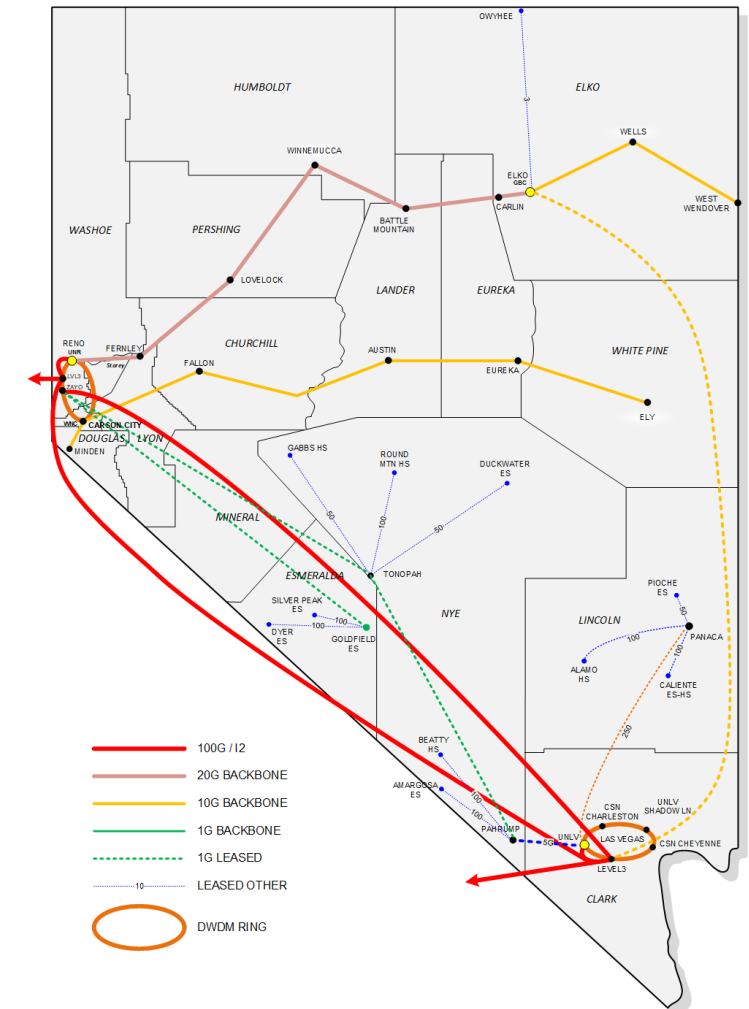 OWYHEE
HUMBOLDT
ELKO
3
WELLS
WINNEMUCCA
ELKO
GBC
CARLIN
WEST
WENDOVER
BATTLE
MOUNTAIN
WASHOE
PERSHING
LOVELOCK
LANDER
EUREKA
RENO
UNR
FERNLEY
Storey
CHURCHILL
AUSTIN
WHITE PINE
FALLON
EUREKA
LVL3
ZAYO
ELY
WNC
CARSON CITY
DOUGLAS
LYON
MINDEN
GABBS HS
ROUND
MTN HS
DUCKWATER
ES
50
100
50
MINERAL
ESMERALDA
TONOPAH
SILVER PEAK
ES
100
100
DYER
ES
GOLDFIELD
ES
NYE
LINCOLN
PIOCHE
ES
50
PANACA
100
100
ALAMO
HS
CALIENTE
ES-HS
250
BEATTY
HS
AMARGOSA
ES
100
100
PAHRUMP
5G
UNLV
CSN
CHARLESTON
UNLV
SHADOW LN
LAS VEGAS
CSN CHEYENNE
LEVEL3
CLARK
100G / I2
20G BACKBONE
10G BACKBONE
1G BACKBONE
1G LEASED
10
LEASED OTHER
DWDM RING